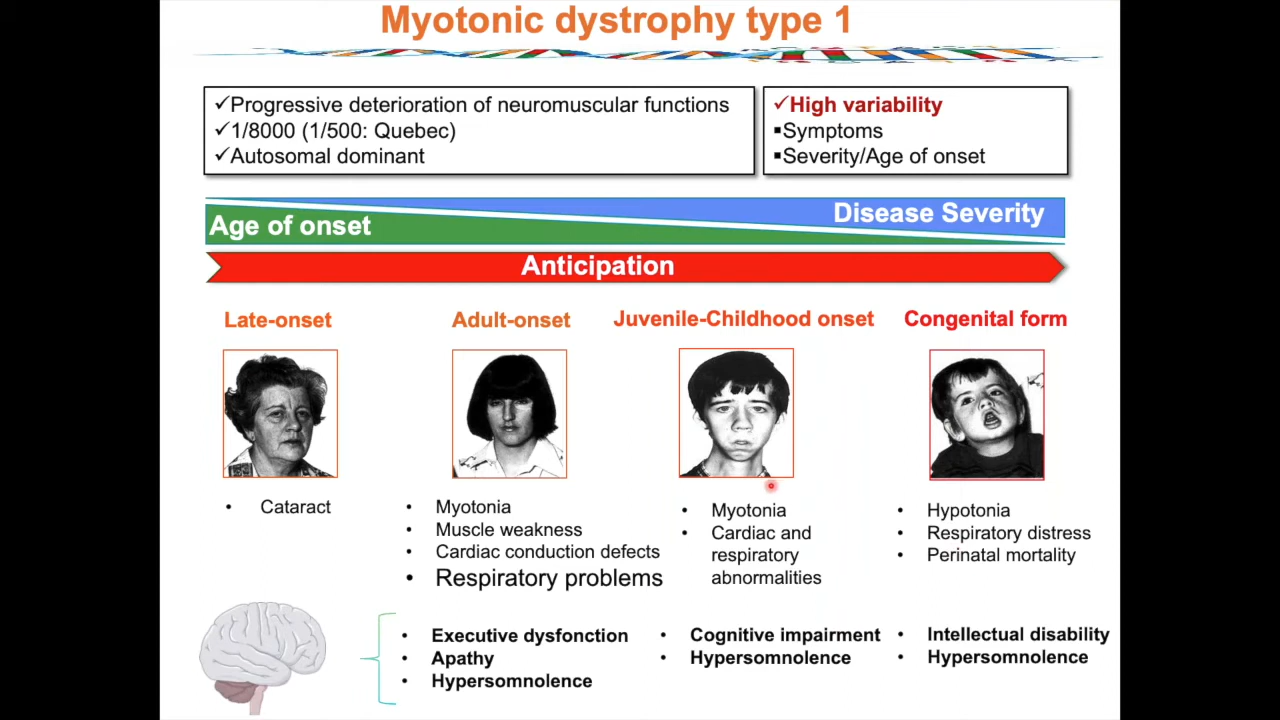 Myotonic dystrophy type 1
✓Progressive deterioration of neuromuscular functions
✓1/8000 (1/500: Quebec)
✓Autosomal dominant
✓High variability
▪Symptoms
▪Severity/Age of onset
Age of onset
Disease Severity
Anticipation
Late-onset
• Cataract
Adult-onset
• Myotonia
• Muscle weakness
• Cardiac conduction defects
• Respiratory problems
Juvenile-Childhood onset
• Myotonia
• Cardiac and
respiratory
abnormalities
Congenital form
• Hypotonia
• Respiratory distress
• Perinatal mortality
• Executive dysfonction
• Apathy
• Hypersomnolence
• Cognitive impairment
• Hypersomnolence
• Intellectual disability
• Hypersomnolence